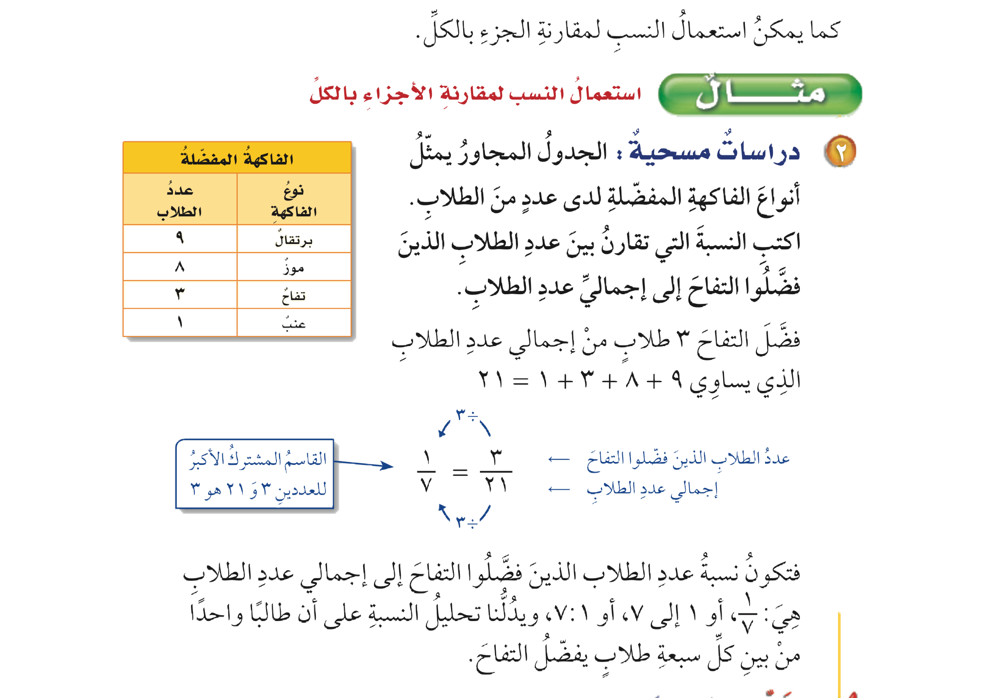 كما يمكنُ استعمالُ النسبِ لمقارنةِ الجزءِ بالكلِّ.
مثـــالٌ
استعمالُ النسب لمقارنةِ الأجزاءِ بالكلِّ
٢ دراساتٌ مسحيةٌ : الجدولُ المجاورُ يمثّلُ
أنواعَ الفاكهةِ المفضّلةِ لدى عددٍ منَ الطلابِ.
اكتبِ النسبةَ التي تقارنُ بينَ عددِ الطلابِ الذينَ
فضَّلُوا التفاحَ إلى إجماليِّ عددِ الطلابِ.
الفاكهةُ المفضّلةُ
نوعُ الفاكهةِ عددُ الطلاب
برتقالٌ ٩
موزٌ ٨
تفاحٌ ٣
عنبٌ ١
فضَّلَ التفاحَ ٣ طلابٍ منْ إجمالي عددِ الطلابِ
الذِي يساوِي ٩ + ٨ + ٣ + ١ = ٢١
÷٣
عددُ الطلابِ الذينَ فضّلوا التفاحَ ← ٣/٢١ = ١/٧
إجمالي عددِ الطلابِ ←
÷٣
القاسمُ المشتركُ الأكبرُ
للعددينِ ٣ وَ ٢١ هو ٣
فتكونُ نسبةُ عددِ الطلاب الذينَ فضَّلُوا التفاحَ إلى إجمالي عددِ الطلابِ
هِيَ: ١/٧، أو ١ إلى ٧، أو ١:٧، ويدُلُّنا تحليلُ النسبةِ على أن طالبًا واحدًا
منْ بينِ كلِّ سبعةِ طلابٍ يفضّلُ التفاحَ.